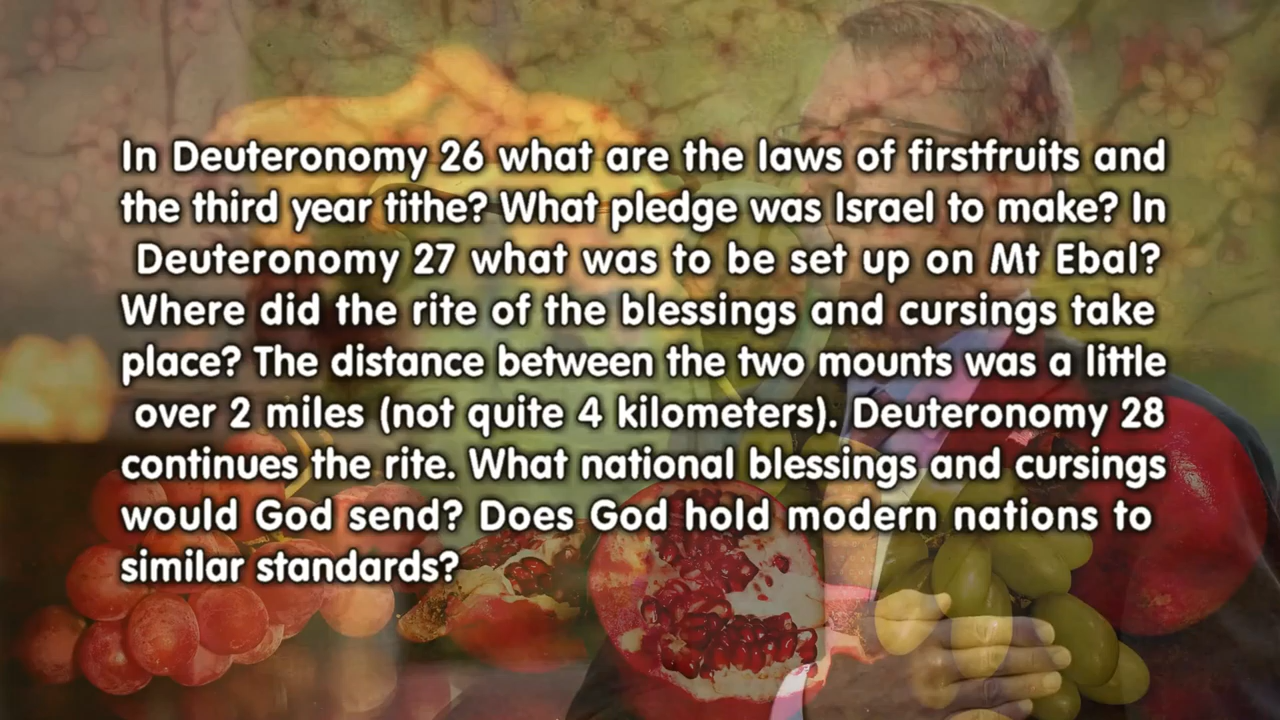 In Deuteronomy 26 what are the laws of firstfruits and
the third year tithe? What pledge was Israel to make? In
Deuteronomy 27 what was to be set up on Mt Ebal?
Where did the rite of the blessings and cursings take
place? The distance between the two mounts was a little
over 2 miles (not quite 4 kilometers). Deuteronomy 28
continues the rite. What national blessings and cursings
would God send? Does God hold modern nations to
similar standards?